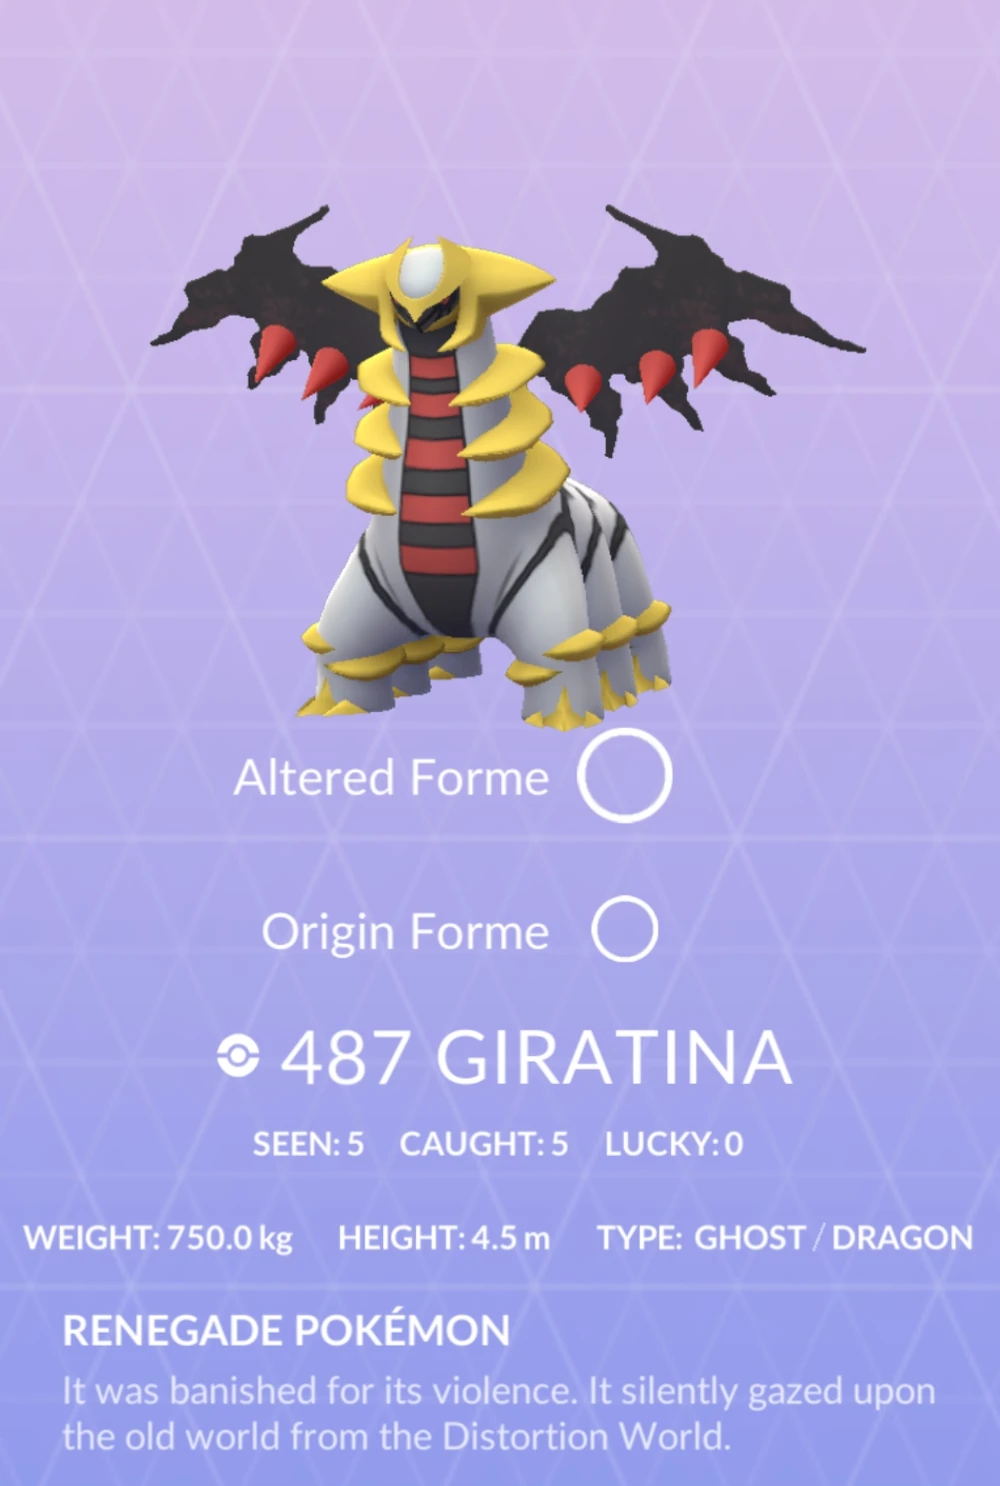 Altered Forme
Origin Forme
487 GIRATINA
SEEN: 5 CAUGHT: 5 LUCKY: 0
WEIGHT: 750.0 kg HEIGHT: 4.5 m TYPE: GHOST / DRAGON
RENEGADE POKÉMON
It was banished for its violence. It silently gazed upon
the old world from the Distortion World.